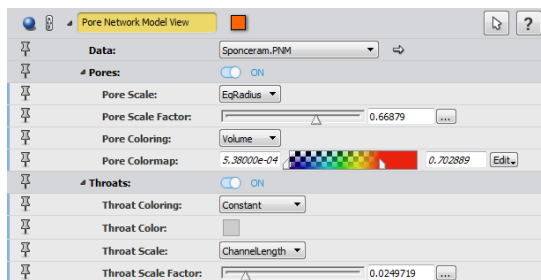 Pore Network Model View ?
Data: Sponceram.PNM
Pores: ON
Pore Scale: EqRadius
Pore Scale Factor: 0.66879 ...
Pore Coloring: Volume
Pore Colormap: 5.38000e-04 0.702889 Edit
Throats: ON
Throat Coloring: Constant
Throat Color:
Throat Scale: ChannelLength
Throat Scale Factor: 0.0249719 ...